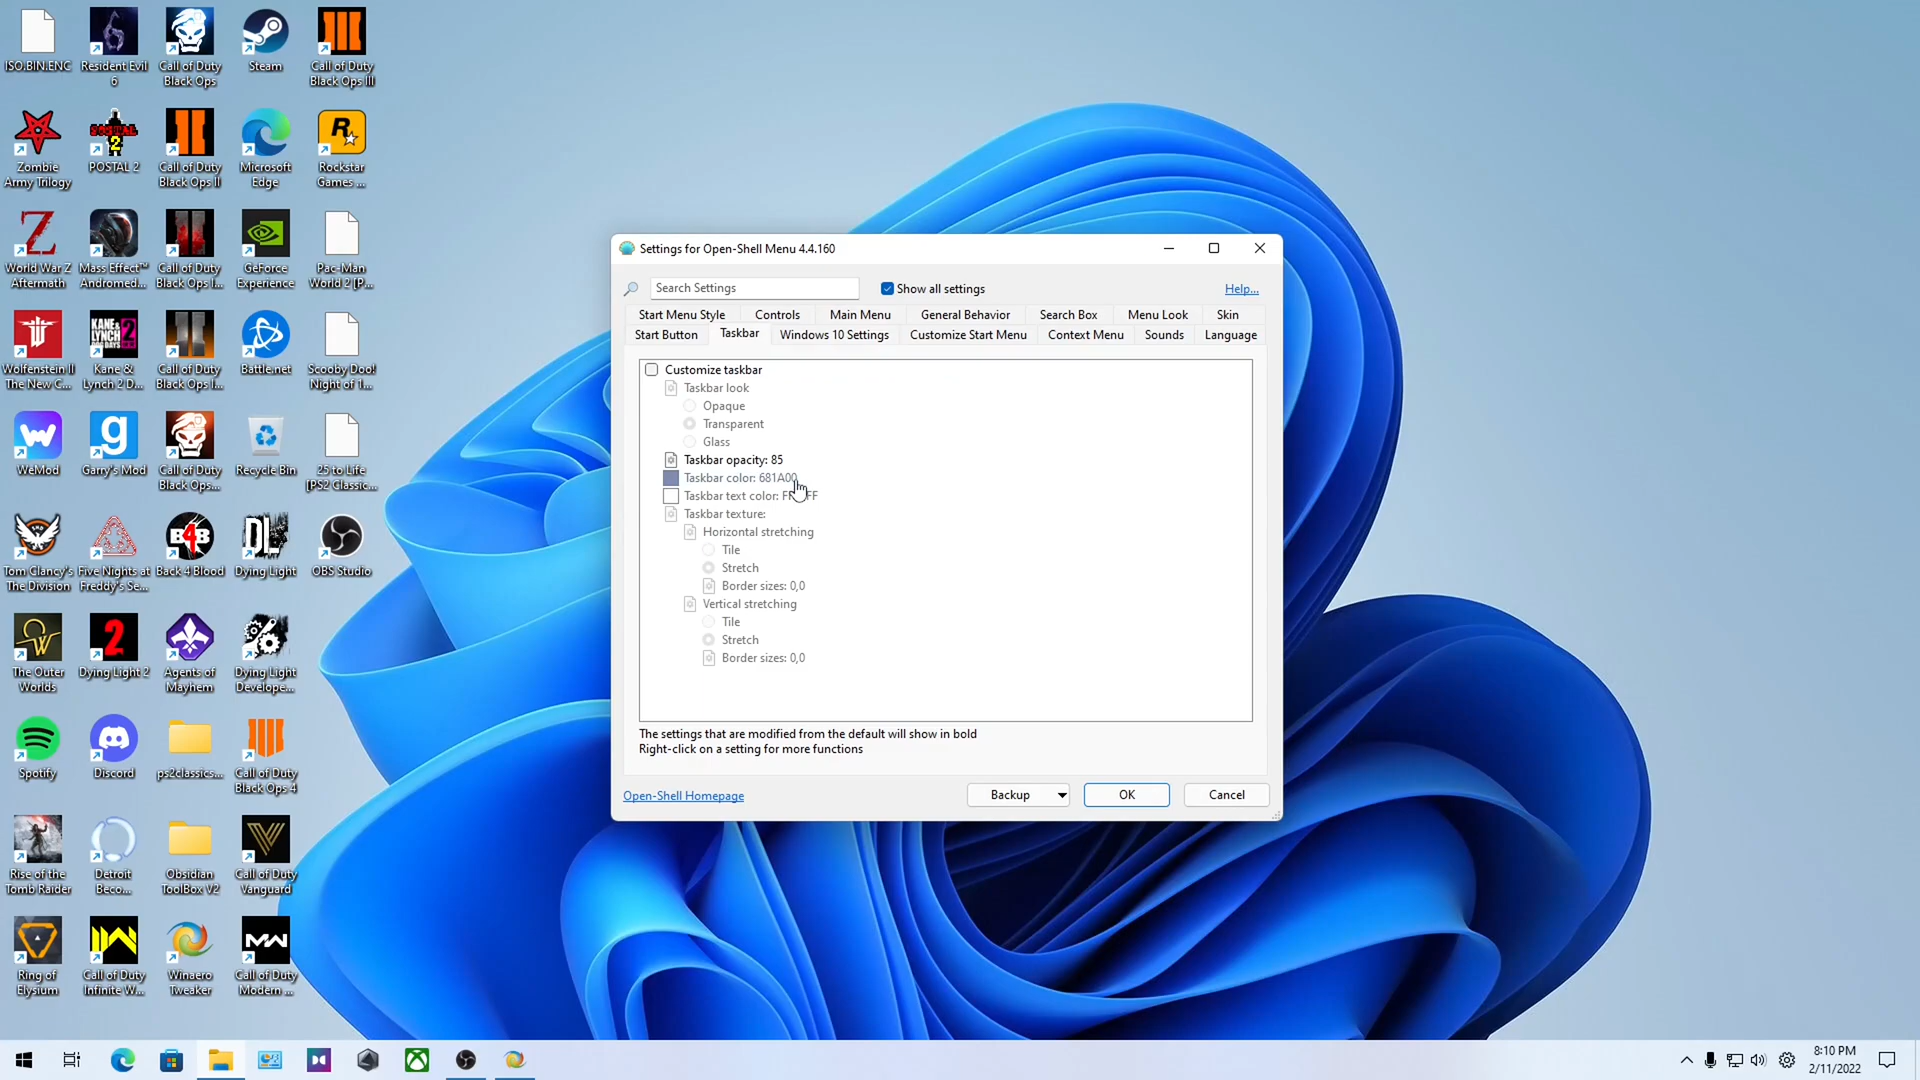 ISO.BIN.ENC
Resident Evil
6
Call of Duty
Black Ops
Steam
Call of Duty
Black Ops III
Zombie
Army Trilogy
POSTAL 2
Call of Duty
Black Ops II
Microsoft
Edge
Rockstar
Games ...
World War Z
Aftermath
Mass Effect™
Andromed...
Call of Duty
Black Ops I...
GeForce
Experience
Pac-Man
World 2 [P...
Wolfenstein II
The New C...
Kane &
Lynch 2 D...
Call of Duty
Black Ops I...
Battle.net
Scooby Doo!
Night of 1...
WeMod
Garry's Mod
Call of Duty
Black Ops...
Recycle Bin
25 to Life
[PS2 Classic...
Tom Clancy's
The Division
Five Nights at
Freddy's Se...
Back 4 Blood
Dying Light
OBS Studio
The Outer
Worlds
Dying Light 2
Agents of
Mayhem
Dying Light
Develope...
Spotify
Discord
ps2classics...
Call of Duty
Black Ops 4
Rise of the
Tomb Raider
Detroit
Beco...
Obsidian
ToolBox V2
Call of Duty
Vanguard
Ring of
Elysium
Call of Duty
Infinite W...
Winaero
Tweaker
Call of Duty
Modern ...
Settings for Open-Shell Menu 4.4.160
Search Settings
Show all settings
Help...
Start Menu Style
Controls
Main Menu
General Behavior
Search Box
Menu Look
Skin
Start Button
Taskbar
Windows 10 Settings
Customize Start Menu
Context Menu
Sounds
Language
Customize taskbar
Taskbar look
Opaque
Transparent
Glass
Taskbar opacity: 85
Taskbar color: 681A00
Taskbar text color:
Taskbar texture:
Horizontal stretching
Tile
Stretch
Border sizes: 0,0
Vertical stretching
Tile
Stretch
Border sizes: 0,0
The settings that are modified from the default will show in bold
Right-click on a setting for more functions
Open-Shell Homepage
Backup
OK
Cancel
8:10 PM
2/11/2022